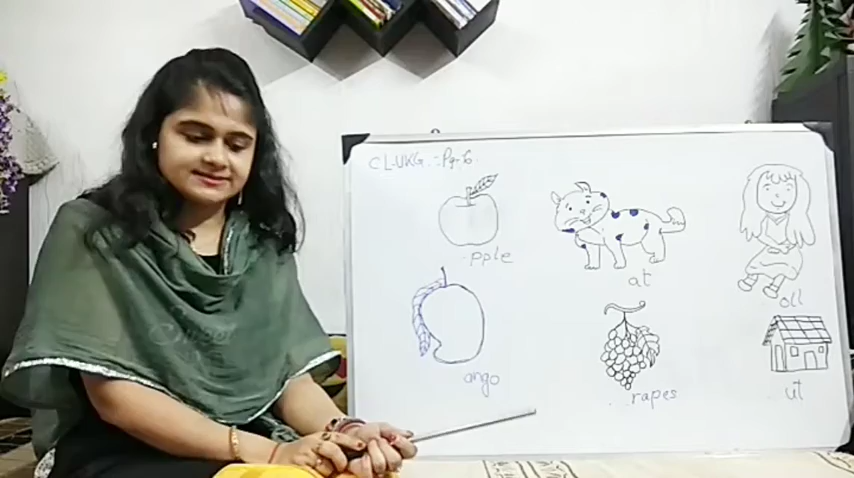 CL-UKG :- Pg-6.
pple
at
oll
ango
rapes
ut